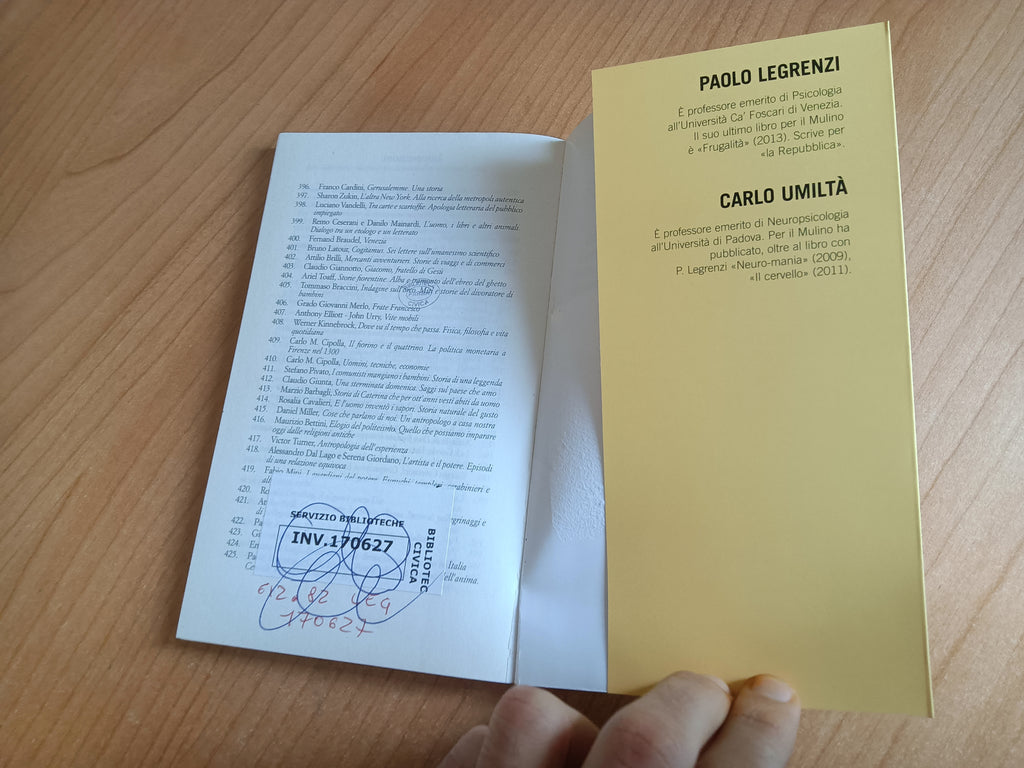 396. Franco Cardini, Gerusalemme. Una storia
397. Sharon Zukin, L'altra New York. Alla ricerca della metropoli autentica
398. Luciano Vandelli, Tra carte e scartoffie. Apologia letteraria del pubblico
impiegato
399. Remo Ceserani e Danilo Mainardi, L'uomo, i libri e altri animali.
Dialogo tra un etologo e un letterato
400. Fernand Braudel, Venezia
401. Bruno Latour, Cogitamus. Sei lettere sull'umanesimo scientifico
402. Attilio Brilli, Mercanti avventurieri. Storie di viaggi e di commerci
403. Claudio Gianotto, Giacomo, fratello di Gesù
404. Ariel Toaff, Storie fiorentine. Alba e tramonto dell'ebreo del ghetto
405. Tommaso Braccini, Indagine sull'orco. Miti e storie del divoratore di
bambini
CIVICA
406. Grado Giovanni Merlo, Frate Francesco
407. Anthony Elliott - John Urry, Vite mobili
408. Werner Kinnebrock, Dove va il tempo che passa. Fisica, filosofia e vita
quotidiana
409. Carlo M. Cipolla, Il fiorino e il quattrino. La politica monetaria a
Firenze nel 1300
410. Carlo M. Cipolla, Uomini, tecniche, economie
411. Stefano Pivato, I comunisti mangiano i bambini. Storia di una leggenda
412. Claudio Giunta, Una sterminata domenica. Saggi sul paese che amo
413. Marzio Barbagli, Storia di Caterina che per ott'anni vestì abiti da uomo
414. Rosalia Cavalieri, E l'uomo inventò i sapori. Storia naturale del gusto
415. Daniel Miller, Cose che parlano di noi. Un antropologo a casa nostra
416. Maurizio Bettini, Elogio del politeismo. Quello che possiamo imparare
oggi dalle religioni antiche
417. Victor Turner, Antropologia dell'esperienza
418. Alessandro Dal Lago e Serena Giordano, L'artista e il potere. Episodi
di una relazione equivoca
419. Fabio Mini, I guardiani del potere. Eunuchi, templari, carabinieri e
420.
421.
422.
423.
424.
425.
Italia
ell'anima.
SERVIZIO BIBLIOTECHE
INV.170627
CIVICA
612.82 LEG
170627
PAOLO LEGRENZI
È professore emerito di Psicologia
all'Università Ca' Foscari di Venezia.
Il suo ultimo libro per il Mulino
è «Frugalità» (2013). Scrive per
«la Repubblica».
CARLO UMILTÀ
È professore emerito di Neuropsicologia
all'Università di Padova. Per il Mulino ha
pubblicato, oltre al libro con
P. Legrenzi «Neuro-mania» (2009),
«Il cervello» (2011).